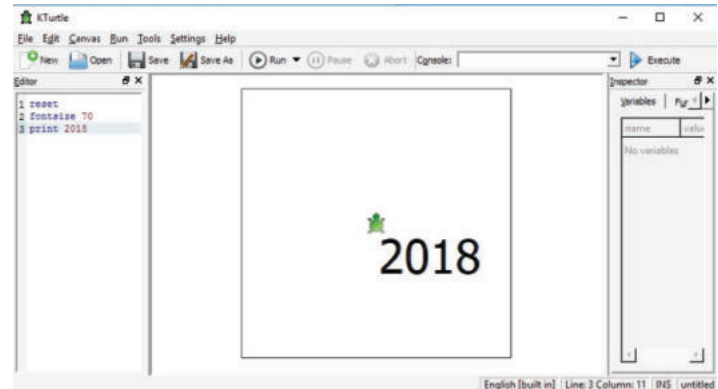 KTurtle
File Edit Canvas Run Tools Settings Help
New Open Save Save As Run Pause Abort Console: Execute
Editor
Inspector
1 reset
2 fontsize 70
3 print 2018
Variables
name value
No variables
2018
English [built in] Line: 3 Column: 11 INS untitled